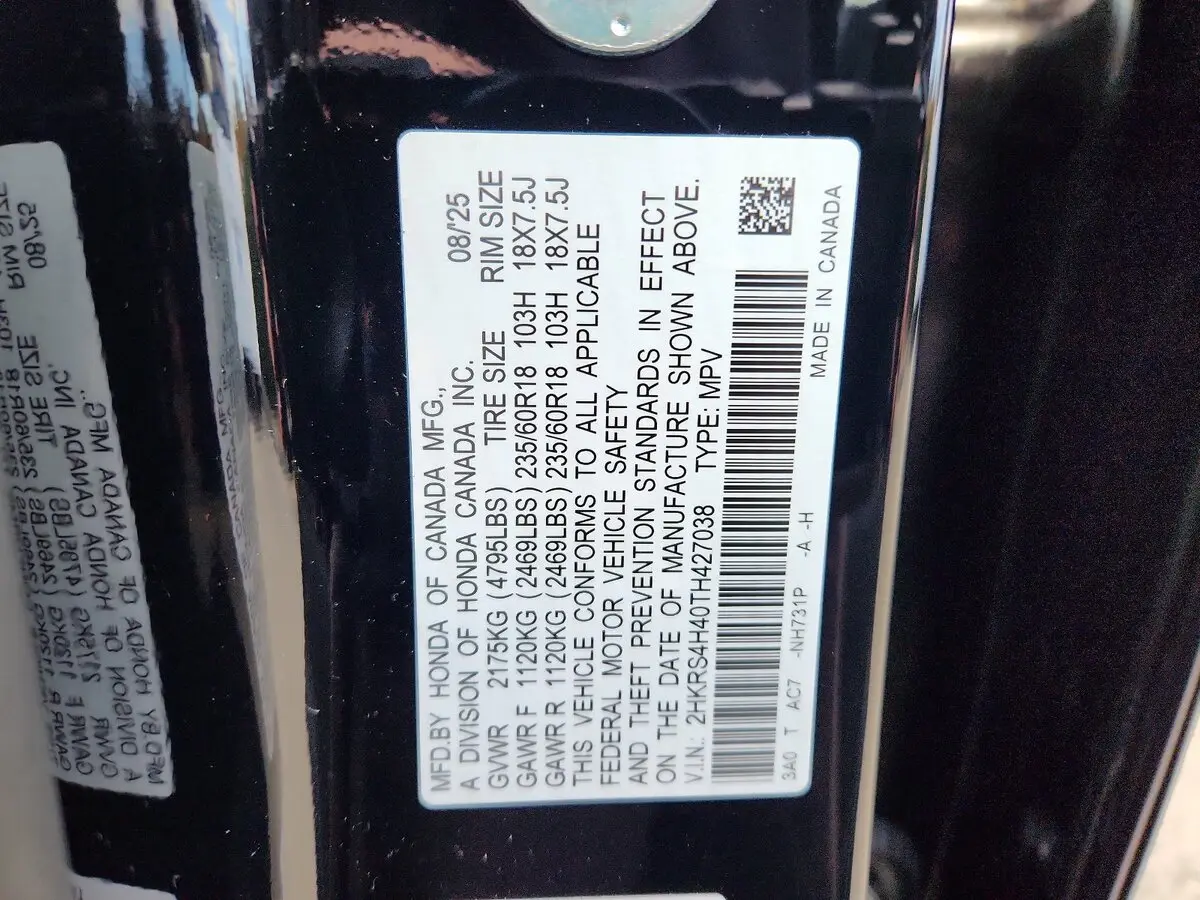 MFD.BY HONDA OF CANADA MFG.,
A DIVISION OF HONDA CANADA INC. 08/'25
GVWR 2175KG (4795LBS) TIRE SIZE RIM SIZE
GAWR F 1120KG (2469LBS) 235/60R18 103H 18X7.5J
GAWR R 1120KG (2469LBS) 235/60R18 103H 18X7.5J
THIS VEHICLE CONFORMS TO ALL APPLICABLE
FEDERAL MOTOR VEHICLE SAFETY
AND THEFT PREVENTION STANDARDS IN EFFECT
ON THE DATE OF MANUFACTURE SHOWN ABOVE.
V.I.N.: 2HKRS4H40TH427038 TYPE: MPV
3A0 T AC7 -NH731P -A -H MADE IN CANADA